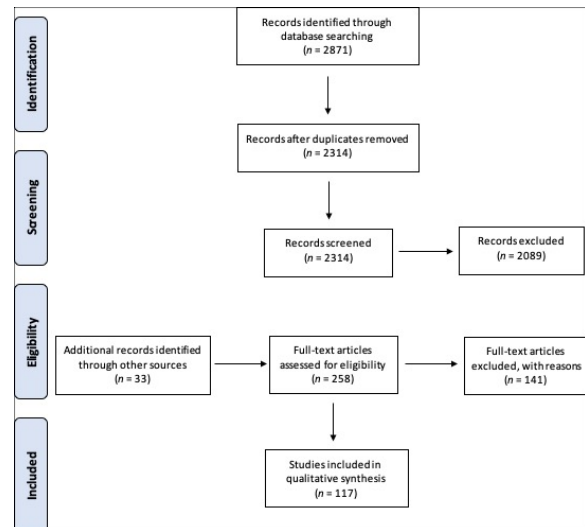 Identification
Records identified through
database searching
(n = 2871)
Records after duplicates removed
(n = 2314)
Screening
Records screened
(n = 2314)
Records excluded
(n = 2089)
Eligibility
Additional records identified
through other sources
(n = 33)
Full-text articles
assessed for eligibility
(n = 258)
Full-text articles
excluded, with reasons
(n = 141)
Included
Studies included in
qualitative synthesis
(n = 117)